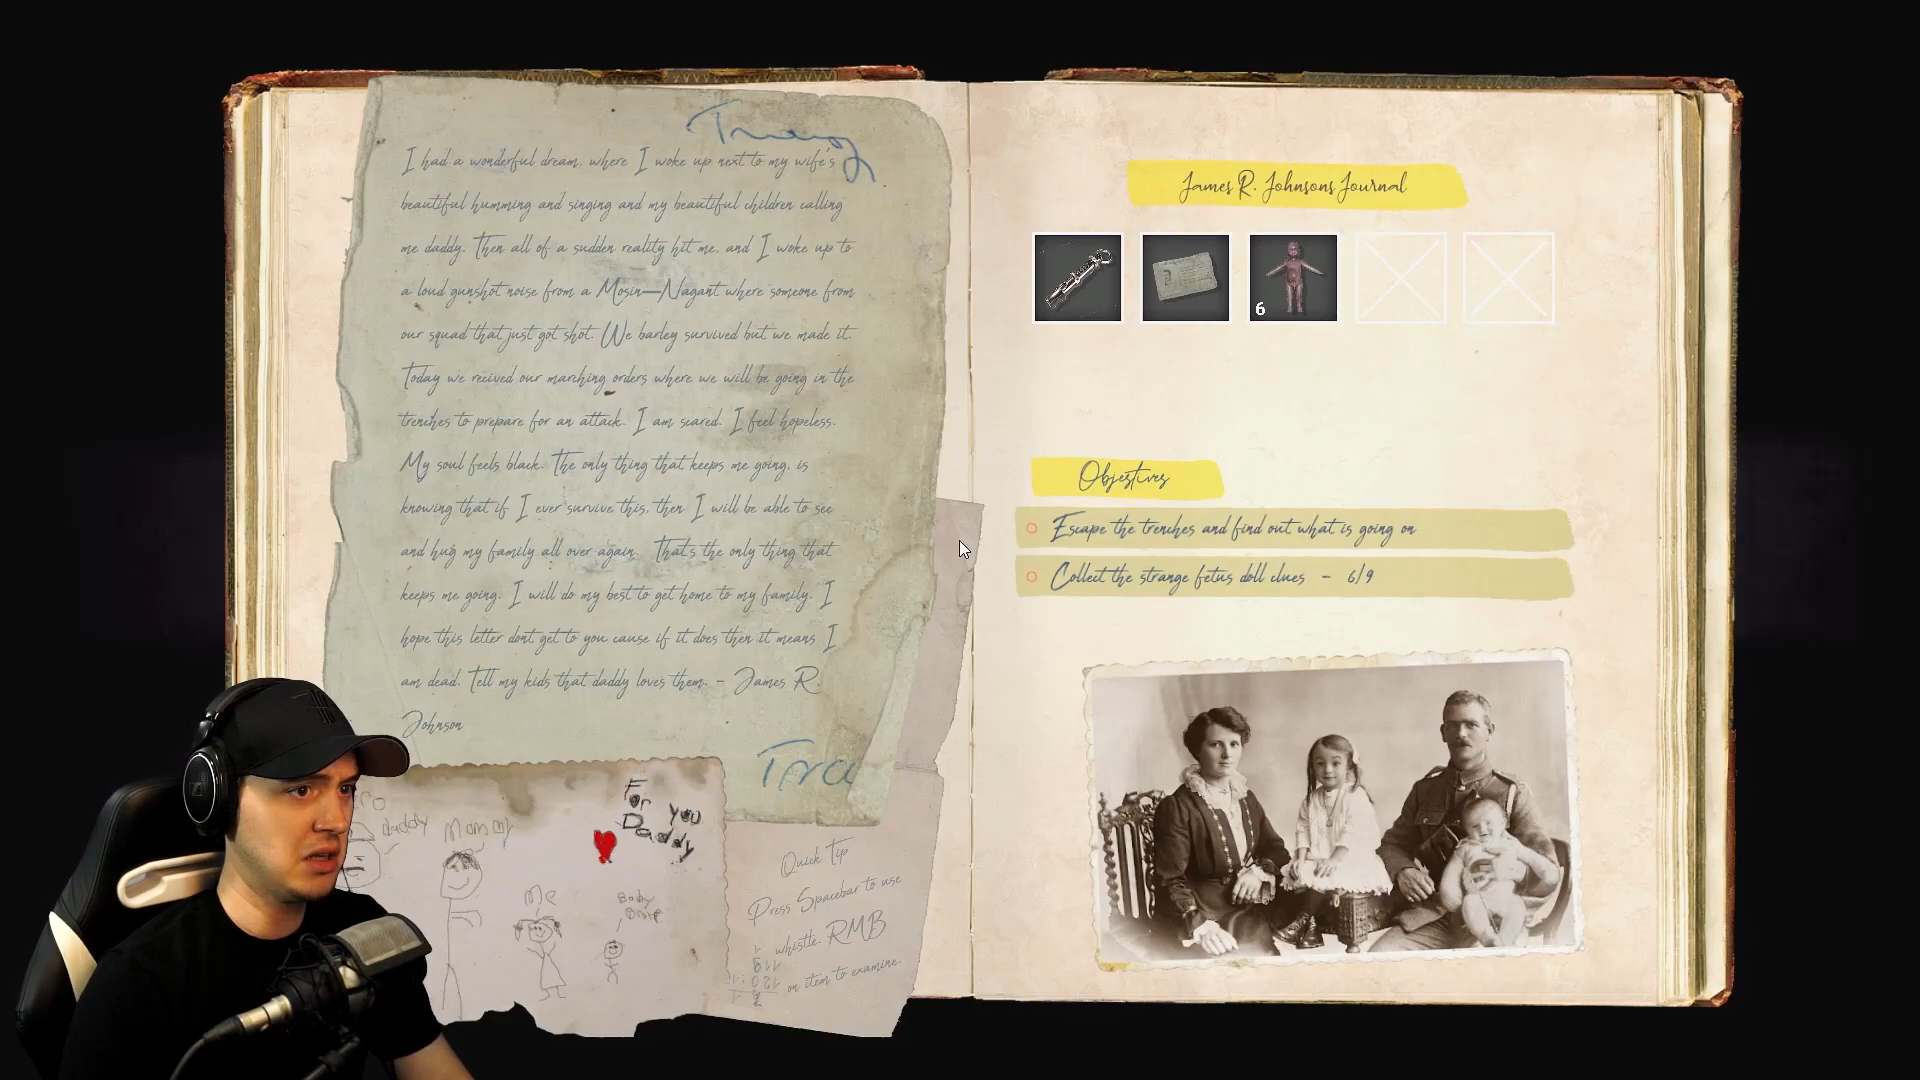 I had a wonderful dream, where I woke up next to my wife's
beautiful humming and singing and my beautiful children calling
me daddy. Then all of a sudden reality hit me, and I woke up to
a loud gunshot noise from a Mosin–Nagant where someone from
our squad that just got shot. We barley survived but we made it.
Today we recived our marching orders where we will be going in the
trenches to prepare for an attack. I am scared. I feel hopeless.
My soul feels black. The only thing that keeps me going, is
knowing that if I ever survive this, then I will be able to see
and hug my family all over again. That's the only thing that
keeps me going. I will do my best to get home to my family. I
hope this letter dont get to you cause if it does then it means I
am dead. Tell my kids that daddy loves them. - James R.
Johnson
daddy
Mommy
Me
For you
Daddy
Quick Tip
Press Spacebar to use
whistle. RMB
on item to examine.
James R. Johnsons Journal
6
Objectives
Escape the trenches and find out what is going on
Collect the strange fetus doll clues - 6/9